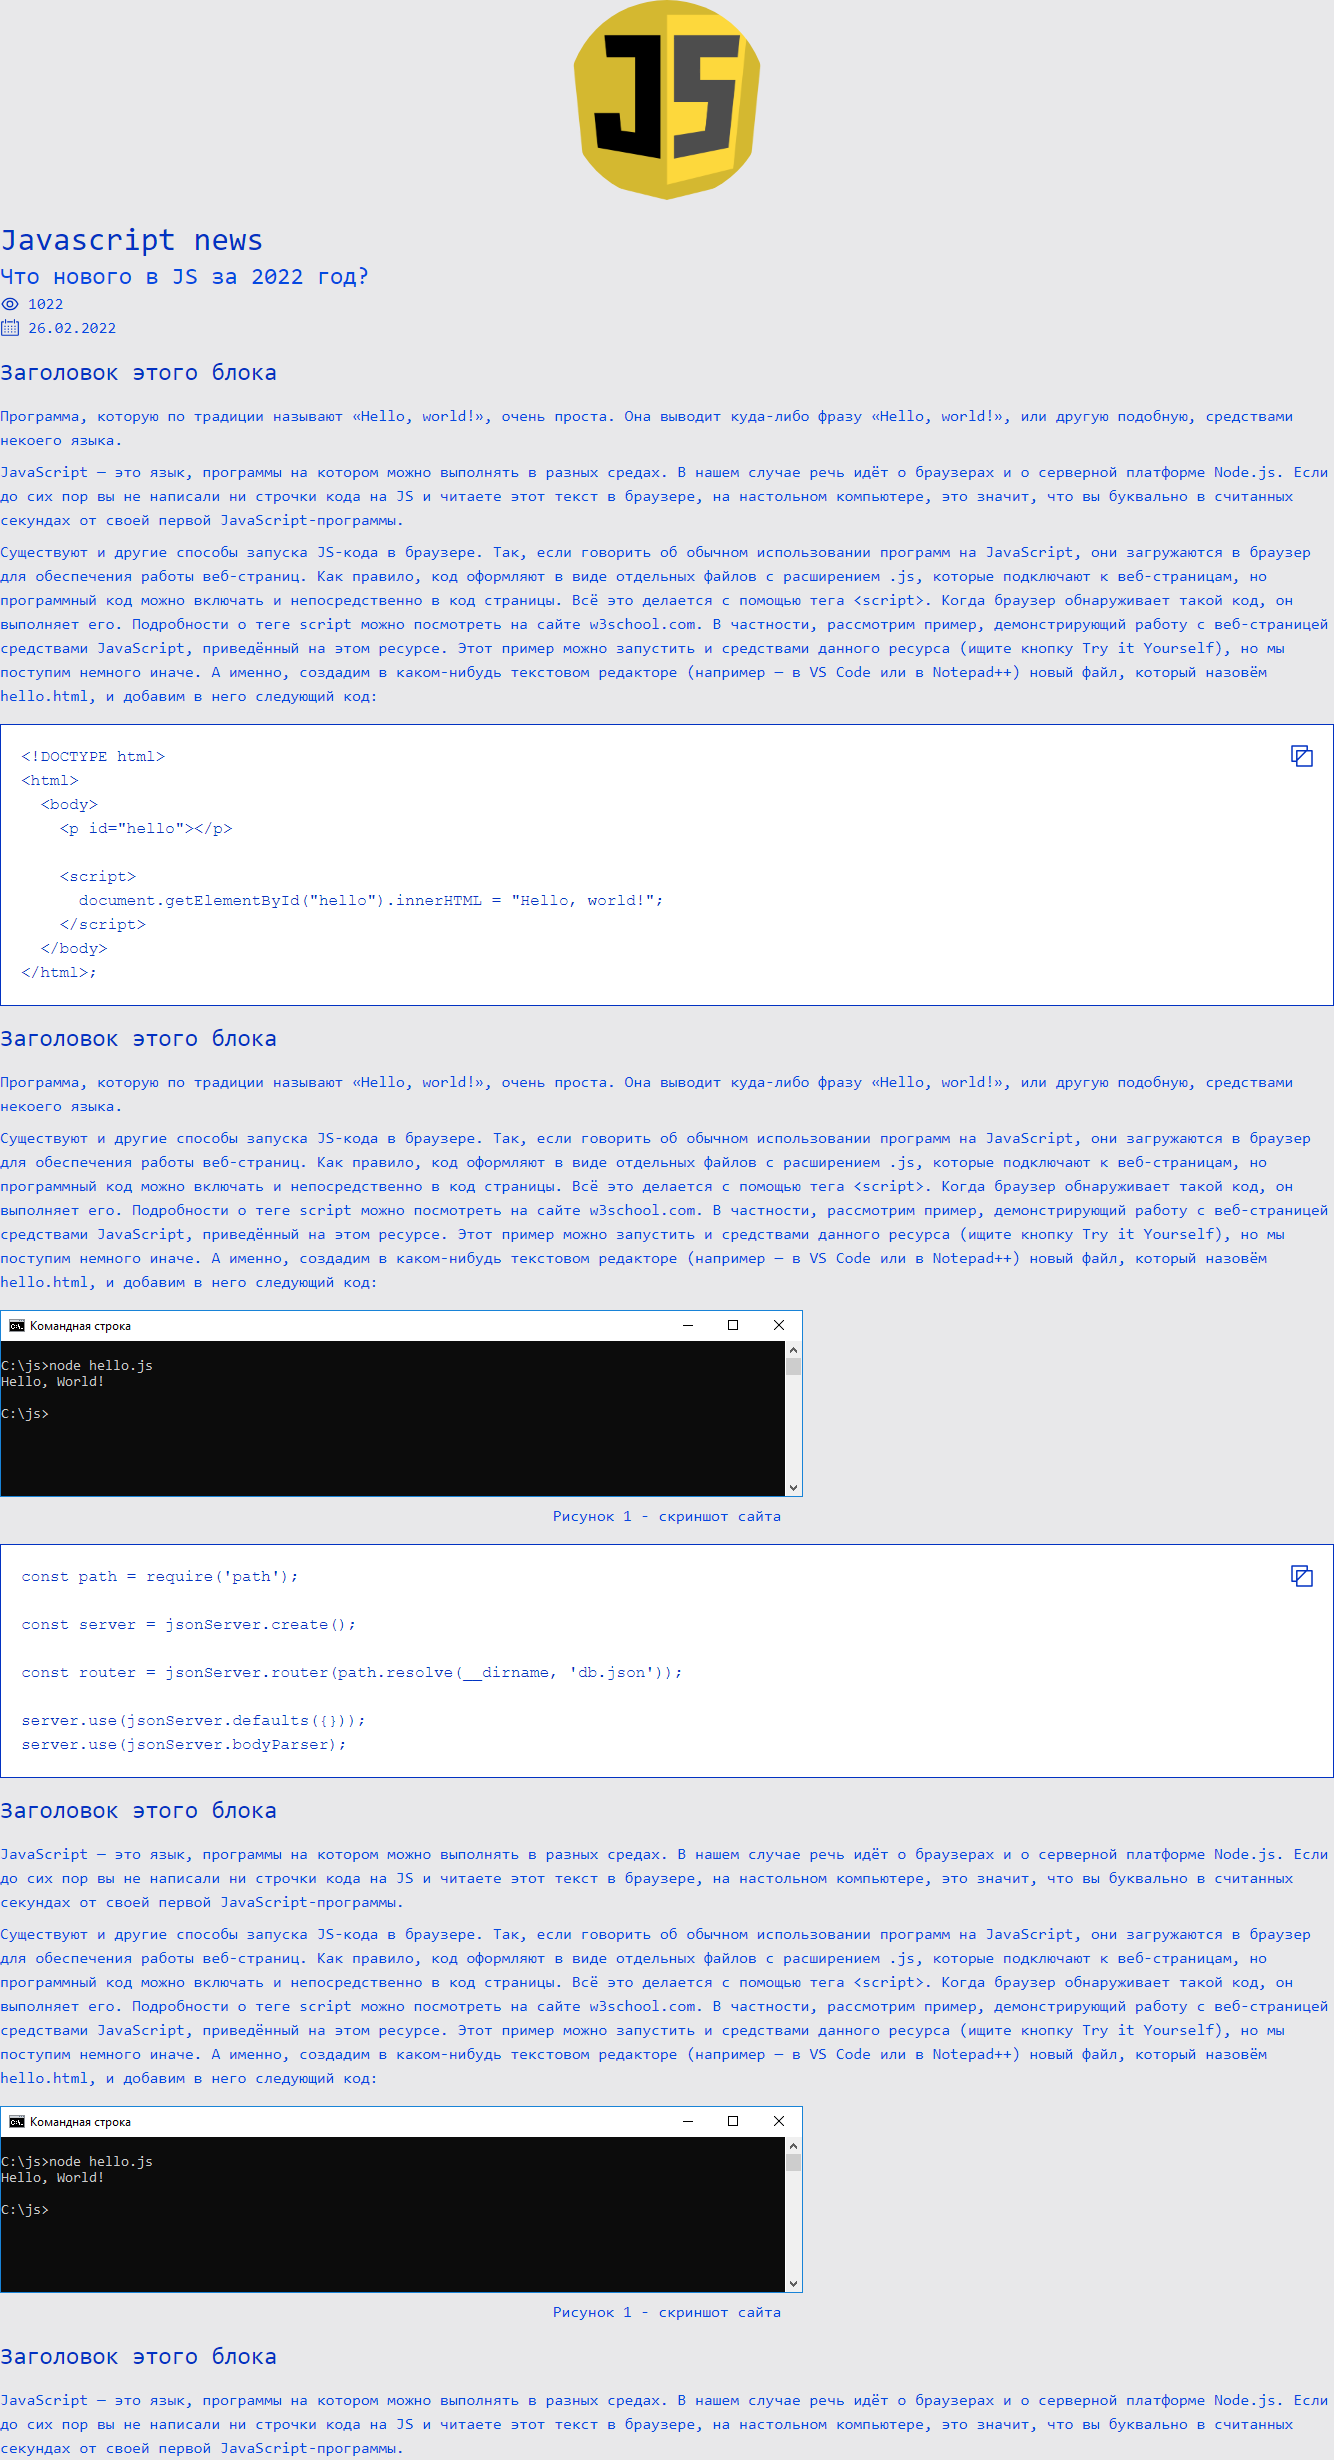 JS
Javascript news
Что нового в JS за 2022 год?
1022
26.02.2022
Заголовок этого блока
Программа, которую по традиции называют «Hello, world!», очень проста. Она выводит куда-либо фразу «Hello, world!», или другую подобную, средствами
некоего языка.
JavaScript — это язык, программы на котором можно выполнять в разных средах. В нашем случае речь идёт о браузерах и о серверной платформе Node.js. Если
до сих пор вы не написали ни строчки кода на JS и читаете этот текст в браузере, на настольном компьютере, это значит, что вы буквально в считанных
секундах от своей первой JavaScript-программы.
Существуют и другие способы запуска JS-кода в браузере. Так, если говорить об обычном использовании программ на JavaScript, они загружаются в браузер
для обеспечения работы веб-страниц. Как правило, код оформляют в виде отдельных файлов с расширением .js, которые подключают к веб-страницам, но
программный код можно включать и непосредственно в код страницы. Всё это делается с помощью тега <script>. Когда браузер обнаруживает такой код, он
выполняет его. Подробности о теге script можно посмотреть на сайте w3school.com. В частности, рассмотрим пример, демонстрирующий работу с веб-страницей
средствами JavaScript, приведённый на этом ресурсе. Этот пример можно запустить и средствами данного ресурса (ищите кнопку Try it Yourself), но мы
поступим немного иначе. А именно, создадим в каком-нибудь текстовом редакторе (например — в VS Code или в Notepad++) новый файл, который назовём
hello.html, и добавим в него следующий код:
<!DOCTYPE html>
<html>
  <body>
    <p id="hello"></p>
    <script>
      document.getElementById("hello").innerHTML = "Hello, world!";
    </script>
  </body>
</html>;
Заголовок этого блока
Программа, которую по традиции называют «Hello, world!», очень проста. Она выводит куда-либо фразу «Hello, world!», или другую подобную, средствами
некоего языка.
Существуют и другие способы запуска JS-кода в браузере. Так, если говорить об обычном использовании программ на JavaScript, они загружаются в браузер
для обеспечения работы веб-страниц. Как правило, код оформляют в виде отдельных файлов с расширением .js, которые подключают к веб-страницам, но
программный код можно включать и непосредственно в код страницы. Всё это делается с помощью тега <script>. Когда браузер обнаруживает такой код, он
выполняет его. Подробности о теге script можно посмотреть на сайте w3school.com. В частности, рассмотрим пример, демонстрирующий работу с веб-страницей
средствами JavaScript, приведённый на этом ресурсе. Этот пример можно запустить и средствами данного ресурса (ищите кнопку Try it Yourself), но мы
поступим немного иначе. А именно, создадим в каком-нибудь текстовом редакторе (например — в VS Code или в Notepad++) новый файл, который назовём
hello.html, и добавим в него следующий код:
Командная строка
C:\js>node hello.js
Hello, World!
C:\js>
Рисунок 1 - скриншот сайта
const path = require('path');
const server = jsonServer.create();
const router = jsonServer.router(path.resolve(__dirname, 'db.json'));
server.use(jsonServer.defaults({}));
server.use(jsonServer.bodyParser);
Заголовок этого блока
JavaScript — это язык, программы на котором можно выполнять в разных средах. В нашем случае речь идёт о браузерах и о серверной платформе Node.js. Если
до сих пор вы не написали ни строчки кода на JS и читаете этот текст в браузере, на настольном компьютере, это значит, что вы буквально в считанных
секундах от своей первой JavaScript-программы.
Существуют и другие способы запуска JS-кода в браузере. Так, если говорить об обычном использовании программ на JavaScript, они загружаются в браузер
для обеспечения работы веб-страниц. Как правило, код оформляют в виде отдельных файлов с расширением .js, которые подключают к веб-страницам, но
программный код можно включать и непосредственно в код страницы. Всё это делается с помощью тега <script>. Когда браузер обнаруживает такой код, он
выполняет его. Подробности о теге script можно посмотреть на сайте w3school.com. В частности, рассмотрим пример, демонстрирующий работу с веб-страницей
средствами JavaScript, приведённый на этом ресурсе. Этот пример можно запустить и средствами данного ресурса (ищите кнопку Try it Yourself), но мы
поступим немного иначе. А именно, создадим в каком-нибудь текстовом редакторе (например — в VS Code или в Notepad++) новый файл, который назовём
hello.html, и добавим в него следующий код:
Командная строка
C:\js>node hello.js
Hello, World!
C:\js>
Рисунок 1 - скриншот сайта
Заголовок этого блока
JavaScript — это язык, программы на котором можно выполнять в разных средах. В нашем случае речь идёт о браузерах и о серверной платформе Node.js. Если
до сих пор вы не написали ни строчки кода на JS и читаете этот текст в браузере, на настольном компьютере, это значит, что вы буквально в считанных
секундах от своей первой JavaScript-программы.